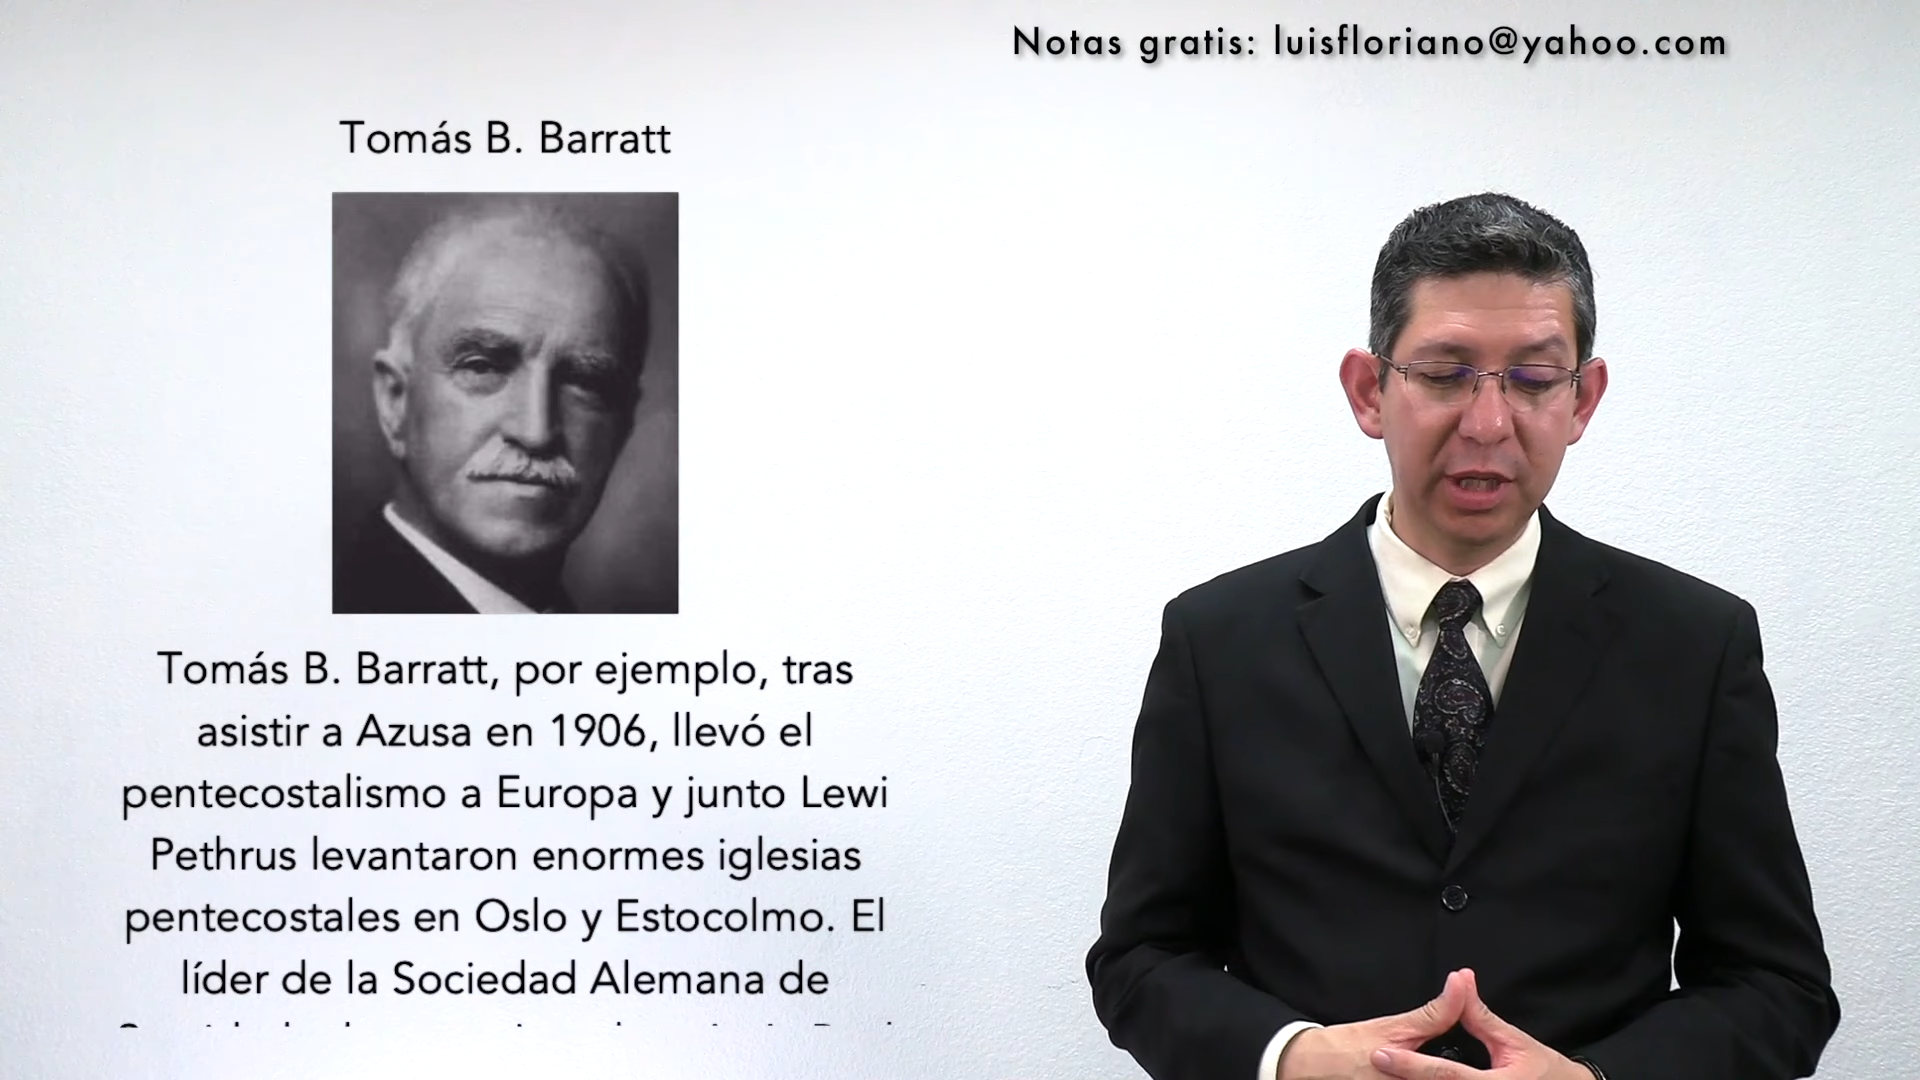 Notas gratis: luisfloriano@yahoo.com
Tomás B. Barratt
Tomás B. Barratt, por ejemplo, tras
asistir a Azusa en 1906, llevó el
pentecostalismo a Europa y junto Lewi
Pethrus levantaron enormes iglesias
pentecostales en Oslo y Estocolmo. El
líder de la Sociedad Alemana de